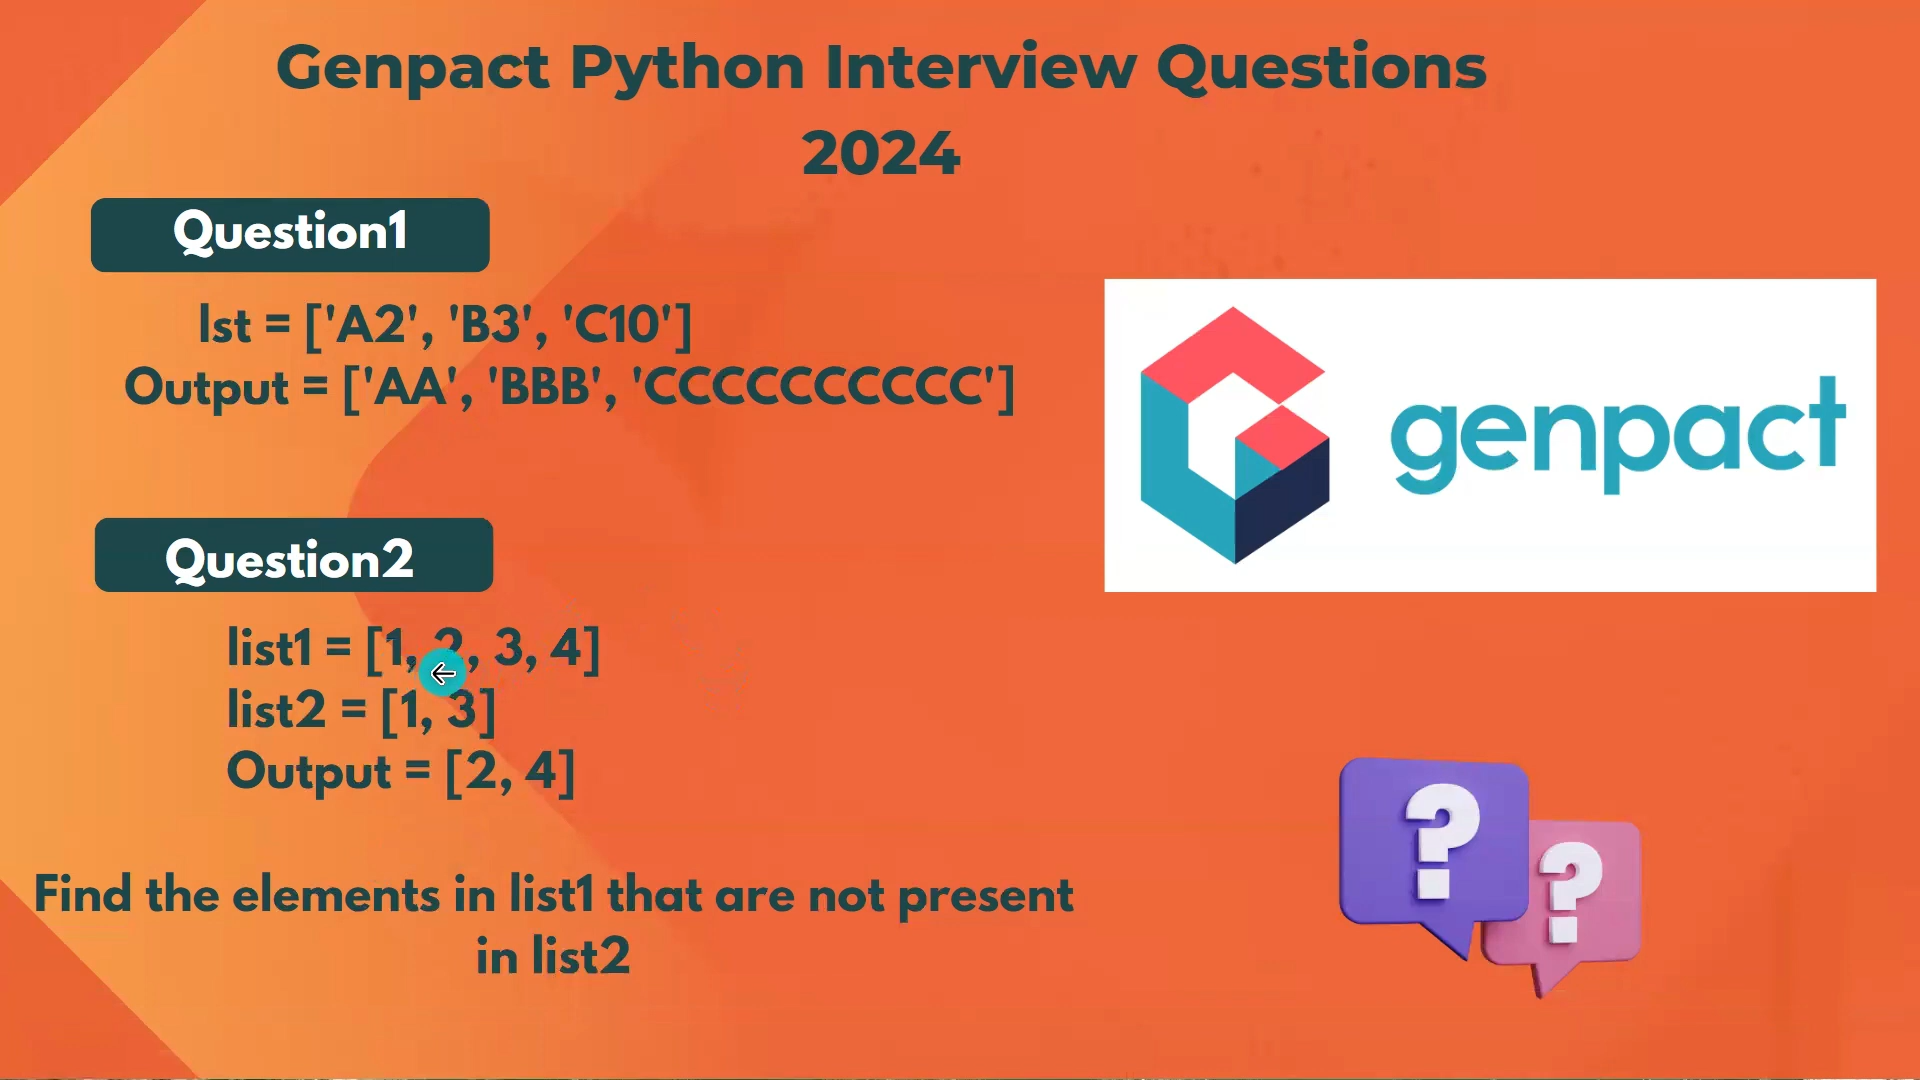 Genpact Python Interview Questions
2024
Question1
lst = ['A2', 'B3', 'C10']
Output = ['AA', 'BBB', 'CCCCCCCCCC']
genpact
Question2
list1 = [1, 2, 3, 4]
list2 = [1, 3]
Output = [2, 4]
Find the elements in list1 that are not present
in list2
? ?